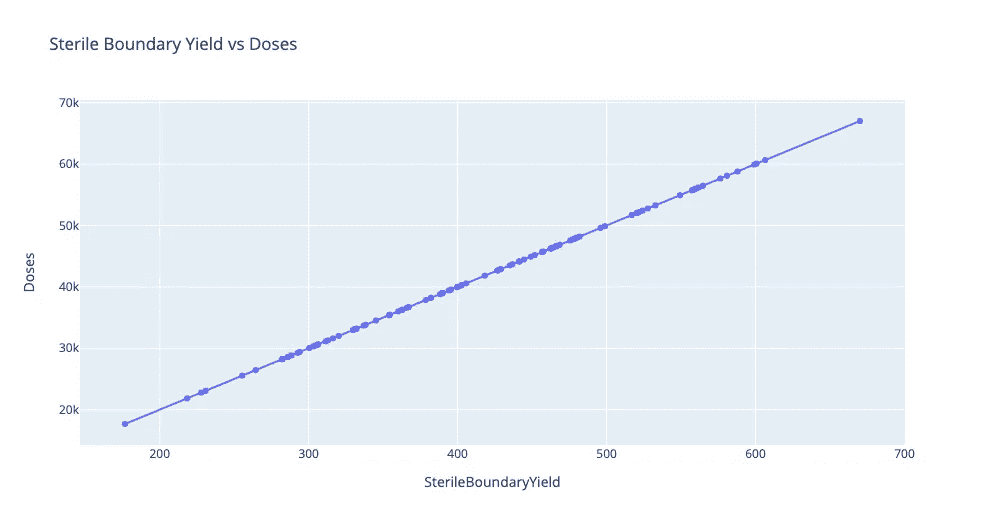 Sterile Boundary Yield vs Doses
70k
60k
50k
40k
30k
20k
Doses
200 300 400 500 600 700
SterileBoundaryYield